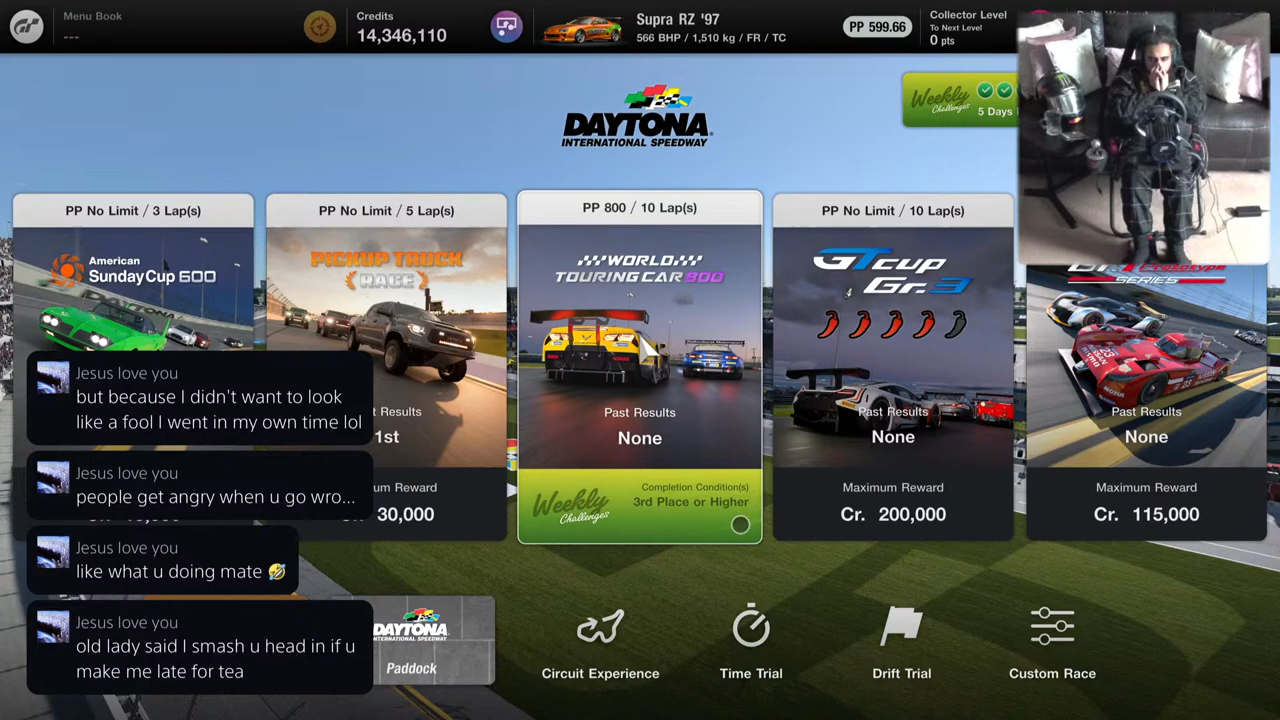 Menu Book
---
Credits
14,346,110
Supra RZ '97
566 BHP / 1,510 kg / FR / TC
PP 599.66
Collector Level
To Next Level
0 pts
Weekly
Challenges
5 Days
DAYTONA
INTERNATIONAL SPEEDWAY
PP No Limit / 3 Lap(s)
American
Sunday Cup 600
PP No Limit / 5 Lap(s)
PICKUP TRUCK
RACE
t Results
1st
um Reward
30,000
PP 800 / 10 Lap(s)
WORLD
TOURING CAR 800
Past Results
None
Weekly
Challenges
Completion Condition(s)
3rd Place or Higher
PP No Limit / 10 Lap(s)
GT cup
Gr.3
Past Results
None
Maximum Reward
Cr. 200,000
SERIES
Past Results
None
Maximum Reward
Cr. 115,000
Jesus love you
but because I didn't want to look
like a fool I went in my own time lol
Jesus love you
people get angry when u go wro...
Jesus love you
like what u doing mate 🤣
Jesus love you
old lady said I smash u head in if u
make me late for tea
DAYTONA
INTERNATIONAL SPEEDWAY
Paddock
Circuit Experience
Time Trial
Drift Trial
Custom Race